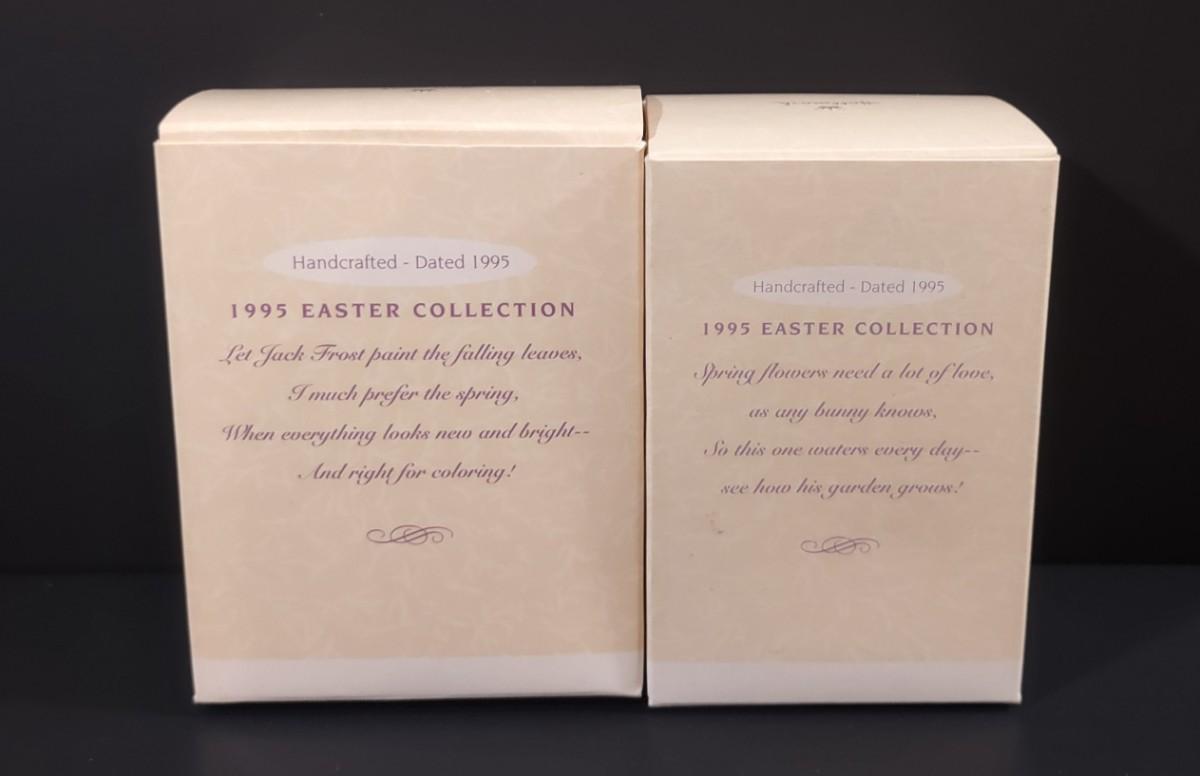 Handcrafted - Dated 1995
1995 EASTER COLLECTION
Let Jack Frost paint the falling leaves,
I much prefer the spring,
When everything looks new and bright--
And right for coloring!
Hallmark
Handcrafted - Dated 1995
1995 EASTER COLLECTION
Spring flowers need a lot of love,
as any bunny knows,
So this one waters every day--
see how his garden grows!